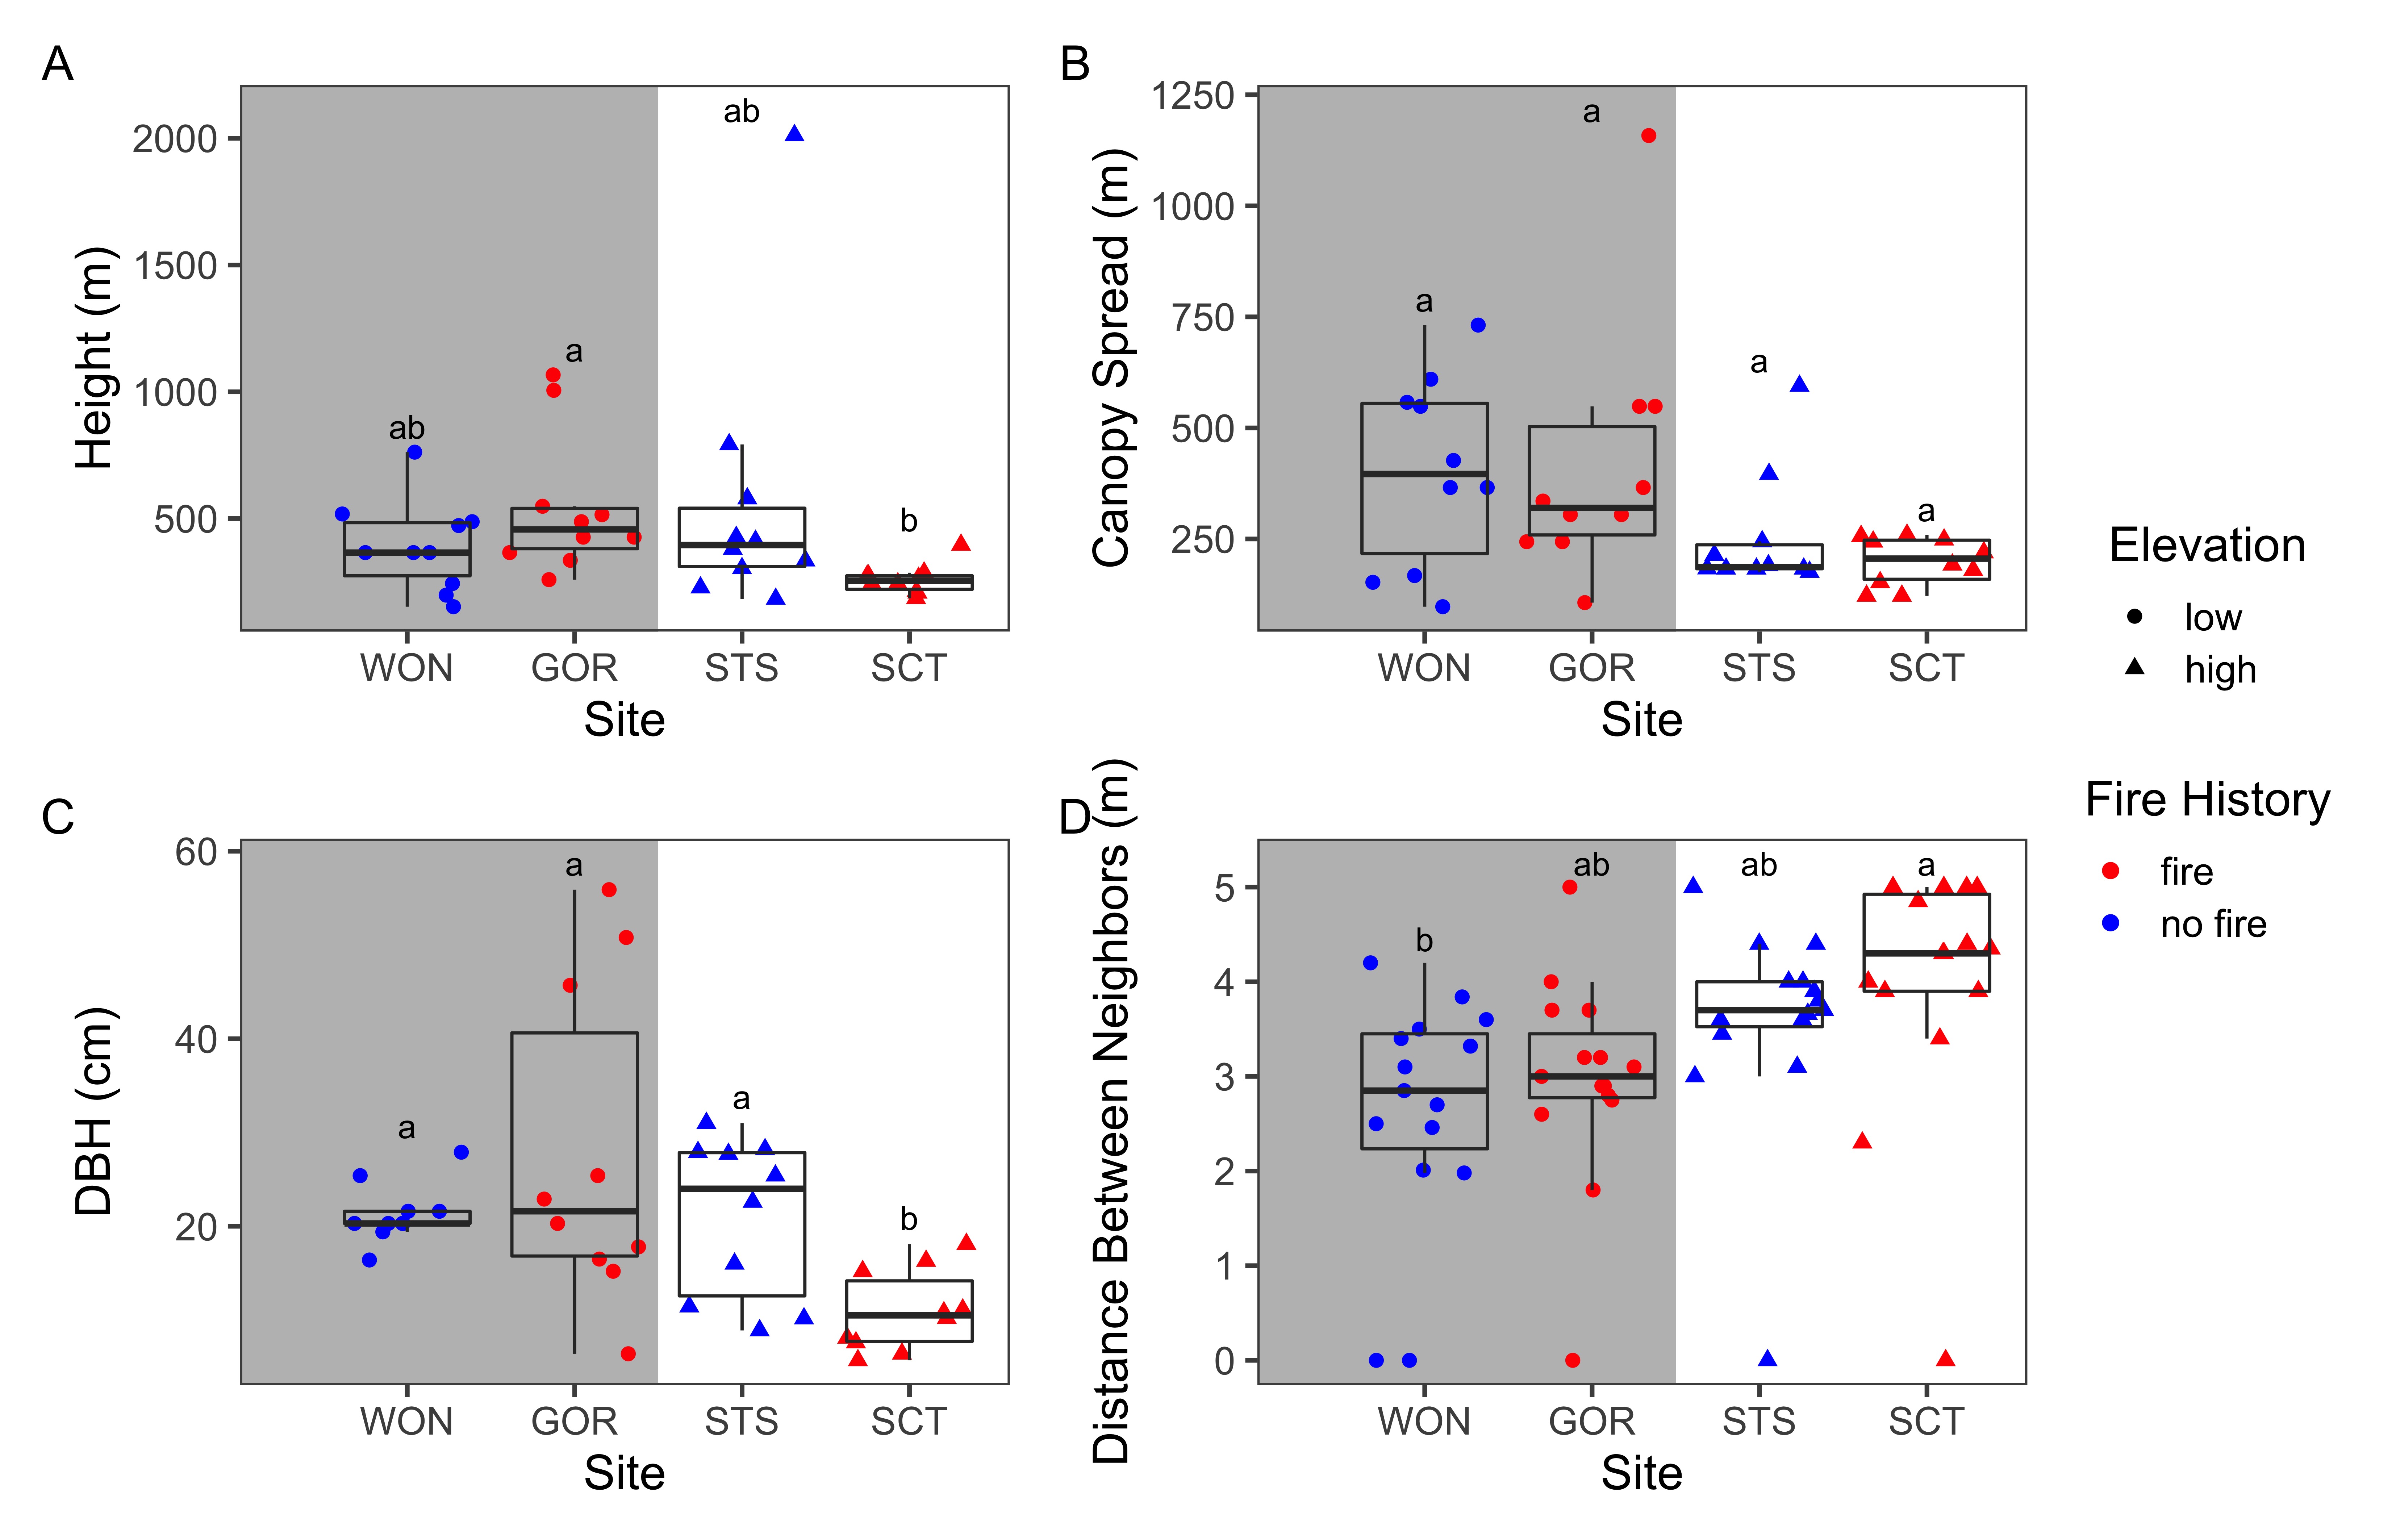 A
Height (m)
2000
1500
1000
500
ab
a
ab
b
WON GOR STS SCT
Site
B
Canopy Spread (m)
1250
1000
750
500
250
a
a
a
a
WON GOR STS SCT
Site
C
DBH (cm)
60
40
20
a
a
a
b
WON GOR STS SCT
Site
D
Distance Between Neighbors (m)
5
4
3
2
1
0
b
ab
ab
a
WON GOR STS SCT
Site
Elevation
low
high
Fire History
fire
no fire